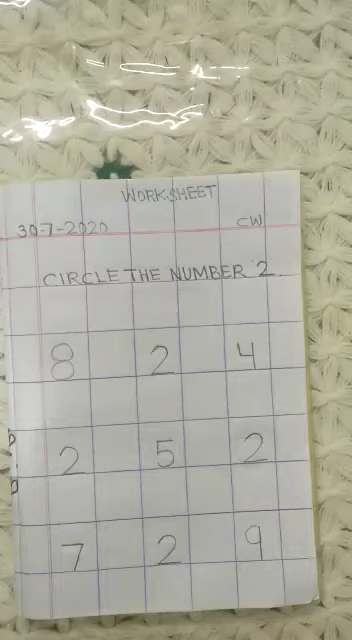 WORKSHEET
30-7-2020 CW
CIRCLE THE NUMBER 2.
8 2 4
2 5 2
7 2 9